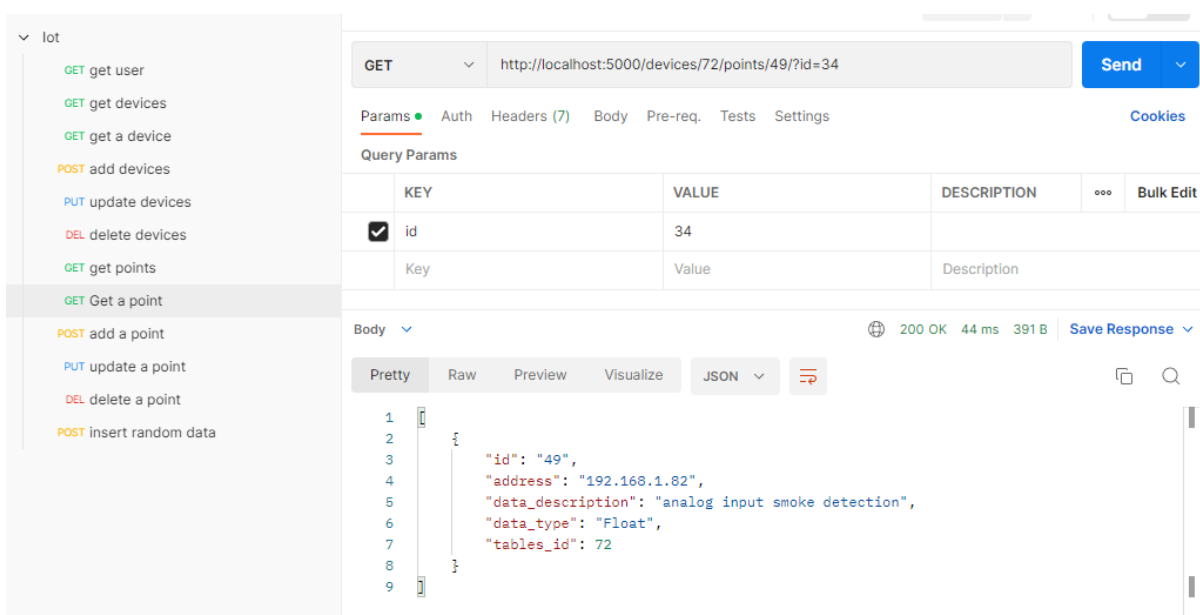 Iot
GET get user
GET get devices
GET get a device
POST add devices
PUT update devices
DEL delete devices
GET get points
GET Get a point
POST add a point
PUT update a point
DEL delete a point
POST insert random data
GET http://localhost:5000/devices/72/points/49/?id=34 Send
Params Auth Headers (7) Body Pre-req. Tests Settings Cookies
Query Params
KEY VALUE DESCRIPTION Bulk Edit
id 34
Key Value Description
Body 200 OK 44 ms 391 B Save Response
Pretty Raw Preview Visualize JSON
1 [
2 {
3 "id": "49",
4 "address": "192.168.1.82",
5 "data_description": "analog input smoke detection",
6 "data_type": "Float",
7 "tables_id": 72
8 }
9 ]